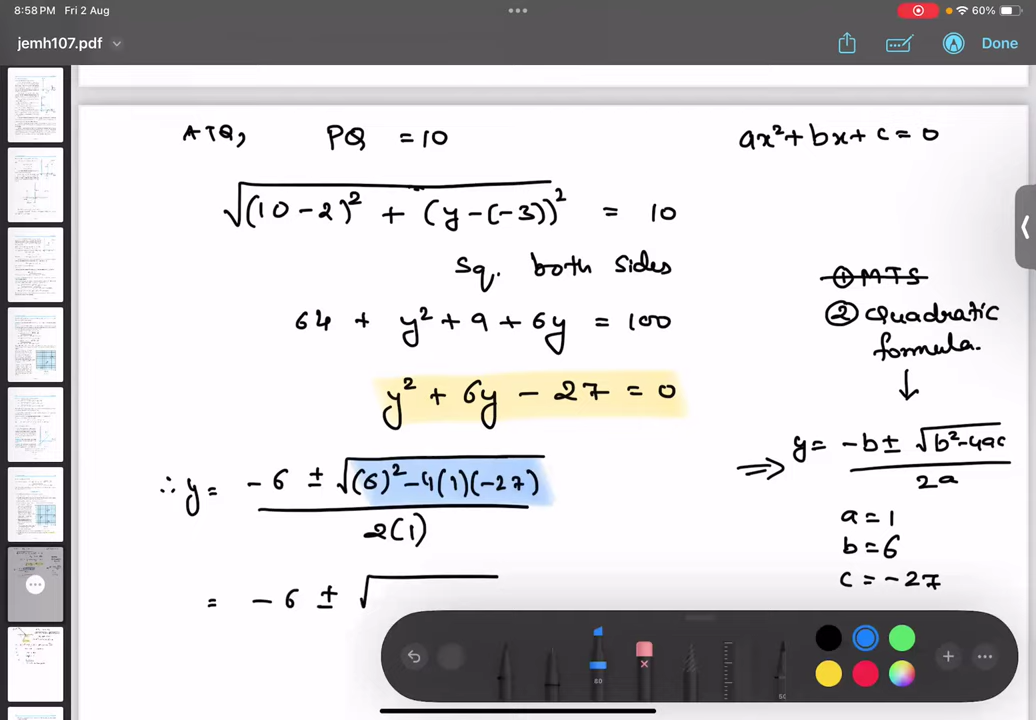 8:58 PM Fri 2 Aug
60%
jemh107.pdf
Done
ATQ, PQ = 10
ax² + bx + c = 0
√(10-2)² + (y-(-3))² = 10
Sq. both sides
① MTS
② Quadratic formula.
64 + y² + 9 + 6y = 100
y² + 6y - 27 = 0
⇒ y = -b ± √b²-4ac / 2a
∴ y = -6 ± √(6)² - 4(1)(-27) / 2(1)
a = 1
b = 6
c = -27
= -6 ± √
80